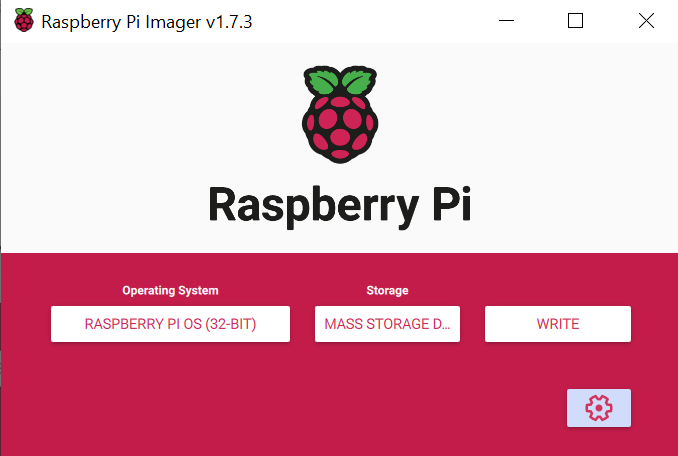 Raspberry Pi Imager v1.7.3
Raspberry Pi
Operating System
Storage
RASPBERRY PI OS (32-BIT)
MASS STORAGE D...
WRITE